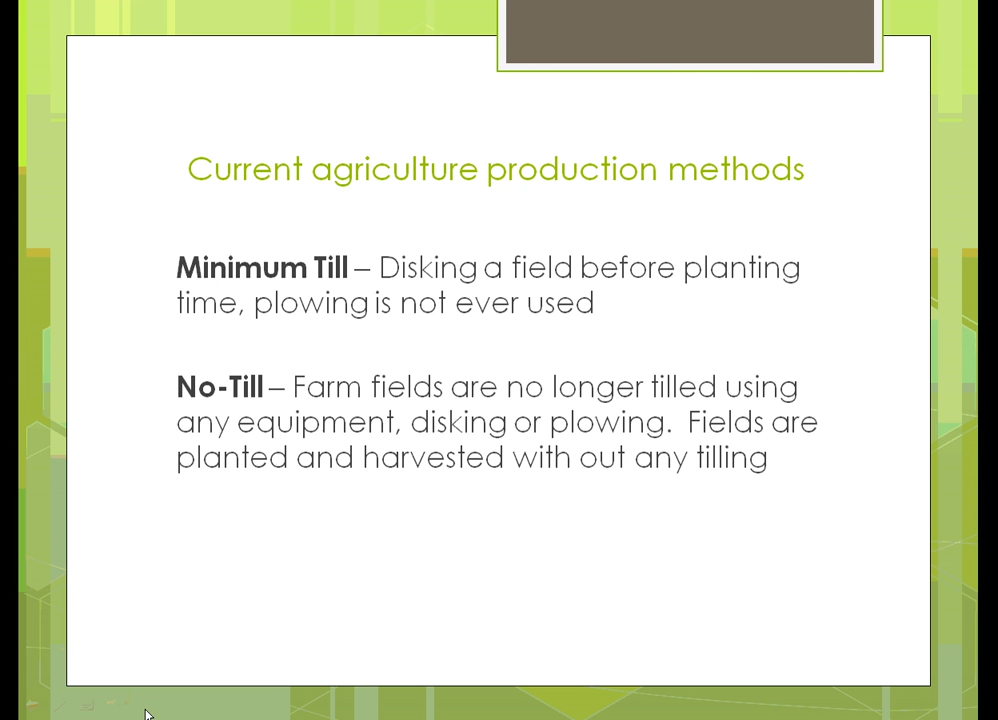 Current agriculture production methods
Minimum Till – Disking a field before planting
time, plowing is not ever used
No-Till – Farm fields are no longer tilled using
any equipment, disking or plowing.  Fields are
planted and harvested with out any tilling